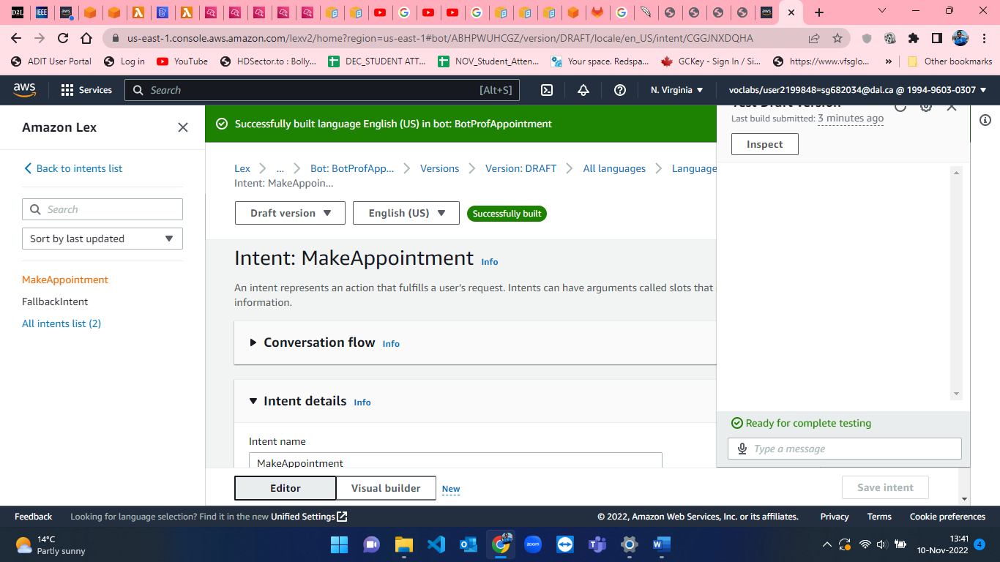 D2L
IEEE
us-east-1.console.aws.amazon.com/lexv2/home?region=us-east-1#bot/ABHPWUHCGZ/version/DRAFT/locale/en_US/intent/CGGJNXDQHA
ADIT User Portal
Log in
YouTube
HDSector.to : Bolly...
DEC_STUDENT ATT...
NOV_Student_Atten...
Your space. Redspa...
GCKey - Sign In / Si...
https://www.vfsglo...
»
Other bookmarks
aws
Services
Search
[Alt+S]
N. Virginia
voclabs/user2199848=sg682034@dal.ca @ 1994-9603-0307
Amazon Lex
Back to intents list
Search
Sort by last updated
MakeAppointment
FallbackIntent
All intents list (2)
Successfully built language English (US) in bot: BotProfAppointment
Lex
...
Bot: BotProfApp...
Versions
Version: DRAFT
All languages
Language
Intent: MakeAppoin...
Draft version
English (US)
Successfully built
Intent: MakeAppointment Info
An intent represents an action that fulfills a user's request. Intents can have arguments called slots that
information.
Conversation flow Info
Intent details Info
Intent name
MakeAppointment
Editor
Visual builder
New
Save intent
Test Draft version
Last build submitted: 3 minutes ago
Inspect
Ready for complete testing
Type a message
Feedback
Looking for language selection? Find it in the new Unified Settings
© 2022, Amazon Web Services, Inc. or its affiliates.
Privacy
Terms
Cookie preferences
14°C
Partly sunny
zoom
13:41
10-Nov-2022
4